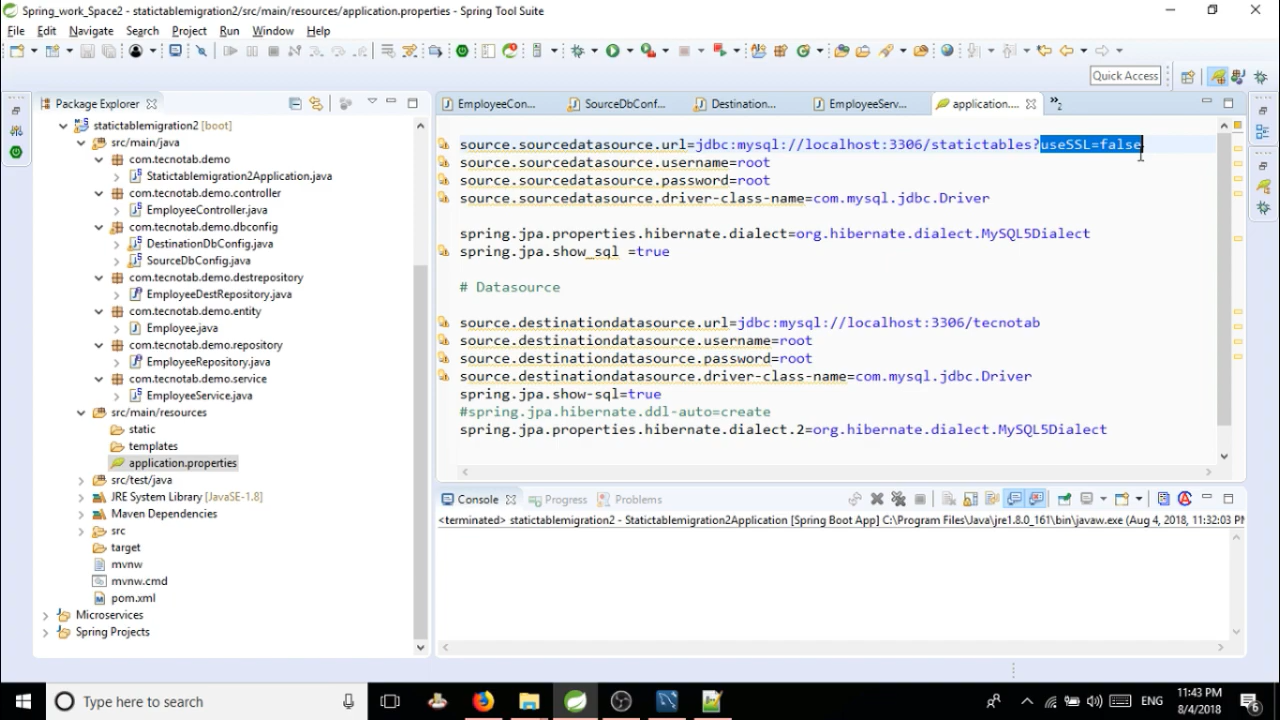 Spring_work_Space2 - statictablemigration2/src/main/resources/application.properties - Spring Tool Suite
File Edit Navigate Search Project Run Window Help
Quick Access
Package Explorer
statictablemigration2 [boot]
src/main/java
com.tecnotab.demo
Statictablemigration2Application.java
com.tecnotab.demo.controller
EmployeeController.java
com.tecnotab.demo.dbconfig
DestinationDbConfig.java
SourceDbConfig.java
com.tecnotab.demo.destrepository
EmployeeDestRepository.java
com.tecnotab.demo.entity
Employee.java
com.tecnotab.demo.repository
EmployeeRepository.java
com.tecnotab.demo.service
EmployeeService.java
src/main/resources
static
templates
application.properties
src/test/java
JRE System Library [JavaSE-1.8]
Maven Dependencies
src
target
mvnw
mvnw.cmd
pom.xml
Microservices
Spring Projects
EmployeeCon... SourceDbConf... Destination... EmployeeServ... application.... »2
source.sourcedatasource.url=jdbc:mysql://localhost:3306/statictables?useSSL=false
source.sourcedatasource.username=root
source.sourcedatasource.password=root
source.sourcedatasource.driver-class-name=com.mysql.jdbc.Driver
spring.jpa.properties.hibernate.dialect=org.hibernate.dialect.MySQL5Dialect
spring.jpa.show_sql =true
# Datasource
source.destinationdatasource.url=jdbc:mysql://localhost:3306/tecnotab
source.destinationdatasource.username=root
source.destinationdatasource.password=root
source.destinationdatasource.driver-class-name=com.mysql.jdbc.Driver
spring.jpa.show-sql=true
#spring.jpa.hibernate.ddl-auto=create
spring.jpa.properties.hibernate.dialect.2=org.hibernate.dialect.MySQL5Dialect
Console Progress Problems
<terminated> statictablemigration2 - Statictablemigration2Application [Spring Boot App] C:\Program Files\Java\jre1.8.0_161\bin\javaw.exe (Aug 4, 2018, 11:32:03 PM
Type here to search
ENG
11:43 PM
8/4/2018
6